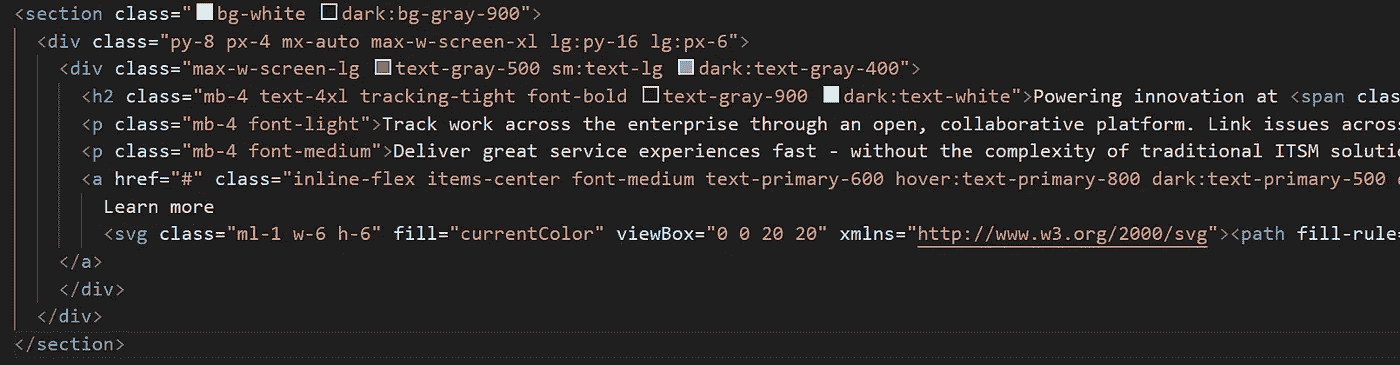 <section class="bg-white dark:bg-gray-900">
<div class="py-8 px-4 mx-auto max-w-screen-xl lg:py-16 lg:px-6">
<div class="max-w-screen-lg text-gray-500 sm:text-lg dark:text-gray-400">
<h2 class="mb-4 text-4xl tracking-tight font-bold text-gray-900 dark:text-white">Powering innovation at <span clas
<p class="mb-4 font-light">Track work across the enterprise through an open, collaborative platform. Link issues acros
<p class="mb-4 font-medium">Deliver great service experiences fast - without the complexity of traditional ITSM soluti
<a href="#" class="inline-flex items-center font-medium text-primary-600 hover:text-primary-800 dark:text-primary-500
Learn more
<svg class="ml-1 w-6 h-6" fill="currentColor" viewBox="0 0 20 20" xmlns="http://www.w3.org/2000/svg"><path fill-rule=
</a>
</div>
</div>
</section>